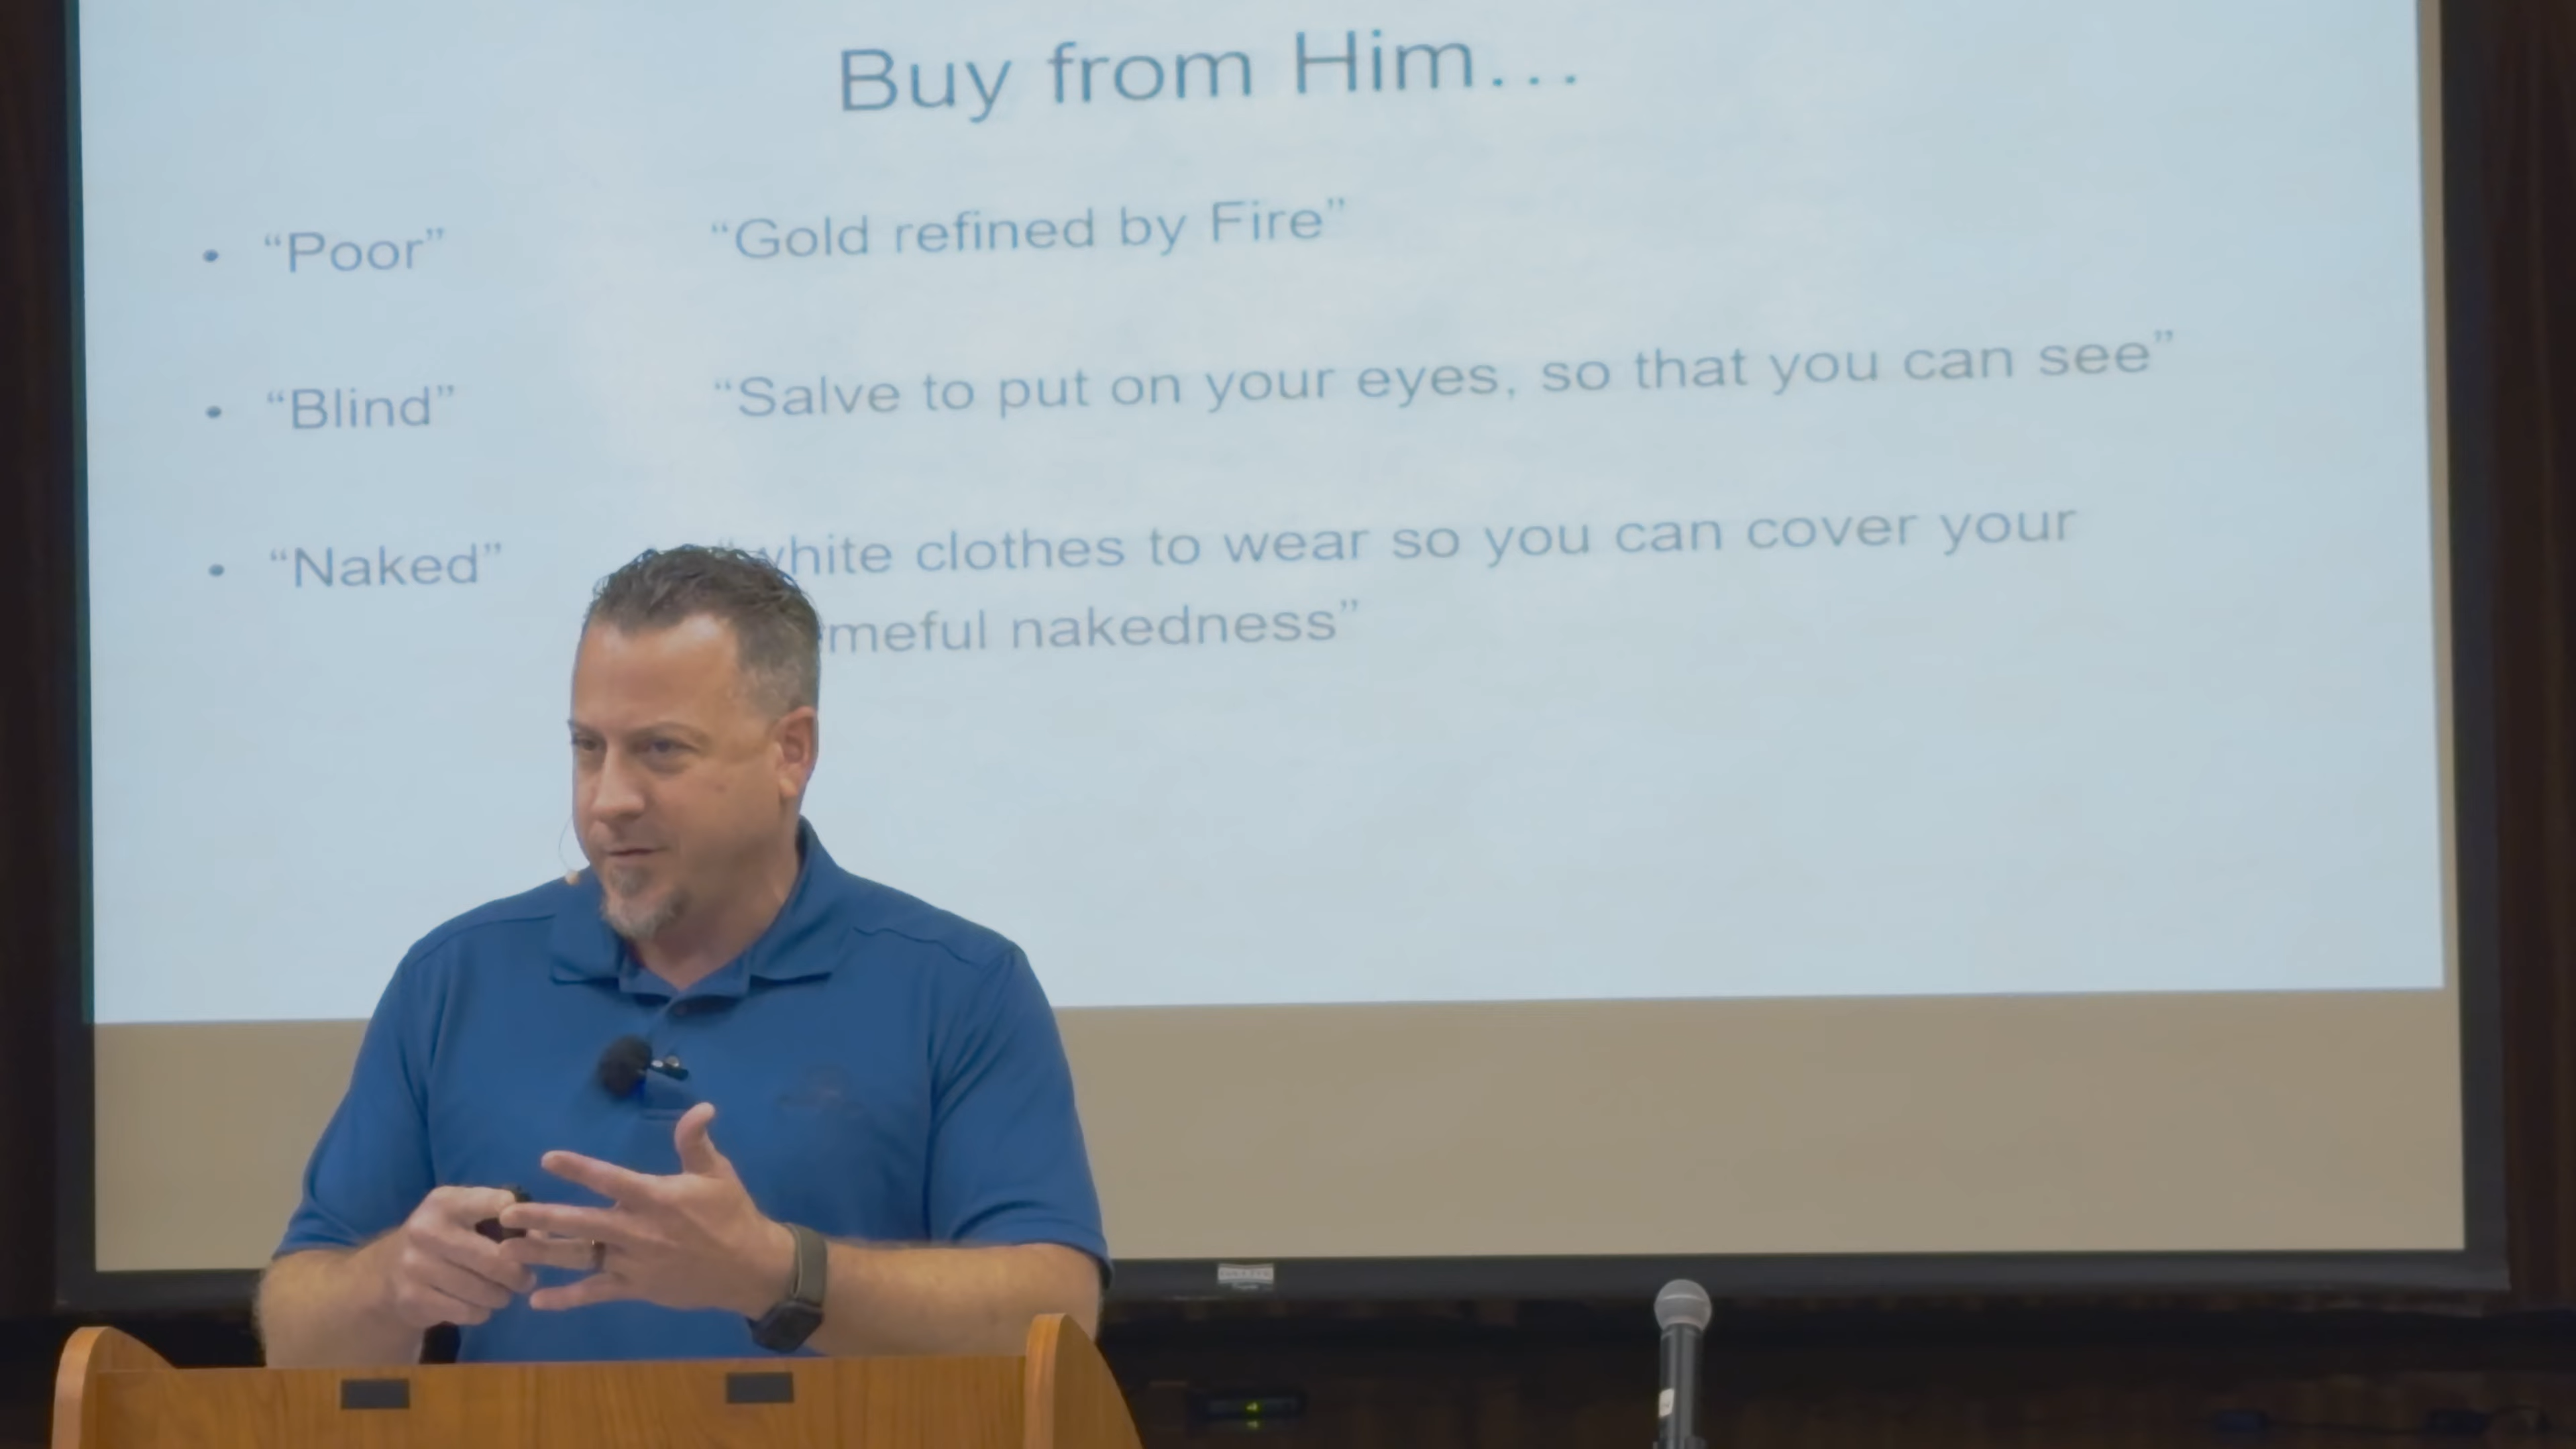 Buy from Him...
• “Poor” “Gold refined by Fire”
• “Blind” “Salve to put on your eyes, so that you can see”
• “Naked” clothes to wear so you can cover your
nakedness”